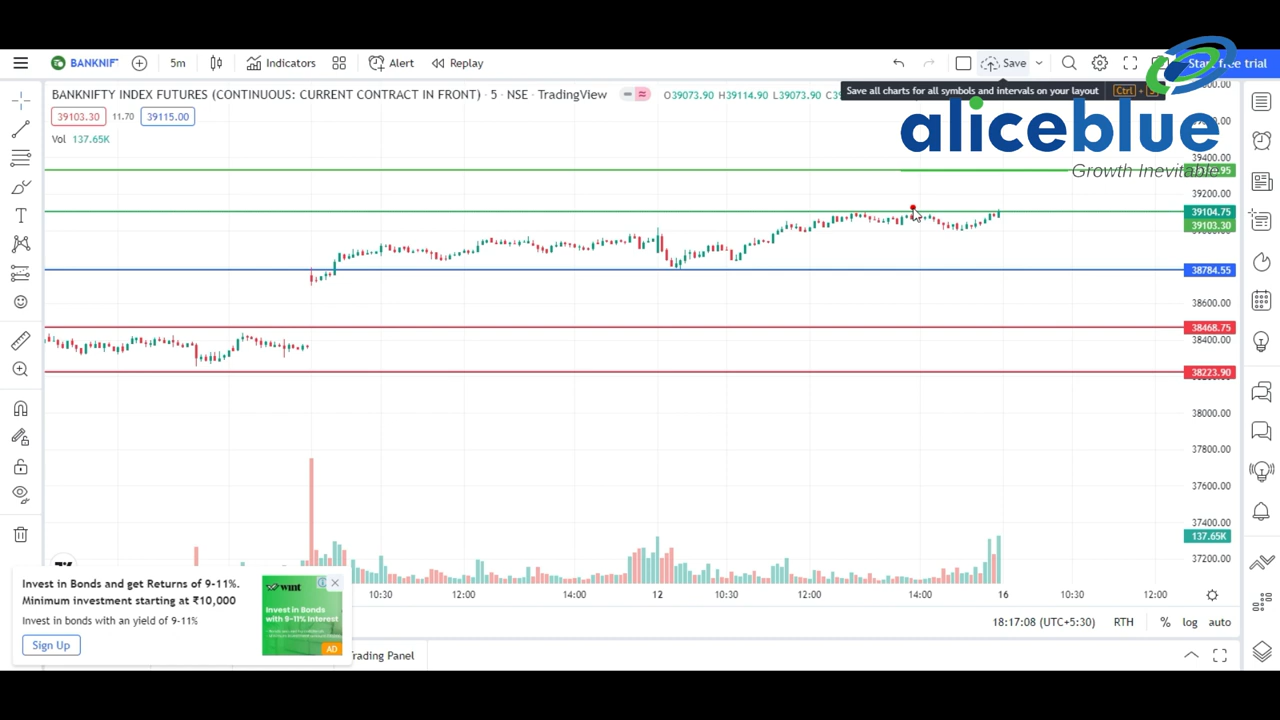 BANKNIF
5m
Indicators
Alert
Replay
Save
Start free trial
Save all charts for all symbols and intervals on your layout
Ctrl +
BANKNIFTY INDEX FUTURES (CONTINUOUS: CURRENT CONTRACT IN FRONT) · 5 · NSE · TradingView
O39073.90 H39114.90 L39073.90
39103.30
11.70
39115.00
Vol 137.65K
aliceblue
Growth Inevitable
39400.00
39200.00
39104.75
39103.30
38784.55
38600.00
38468.75
38400.00
38223.90
38000.00
37800.00
37600.00
37400.00
137.65K
37200.00
10:30
12:00
12
10:30
12:00
14:00
16
10:30
12:00
Invest in Bonds and get Returns of 9-11%.
Minimum investment starting at ₹10,000
Invest in bonds with an yield of 9-11%
Sign Up
wint
Invest in Bonds
with 9-11% Interest
AD
18:17:08 (UTC+5:30)
RTH
%
log
auto
Trading Panel